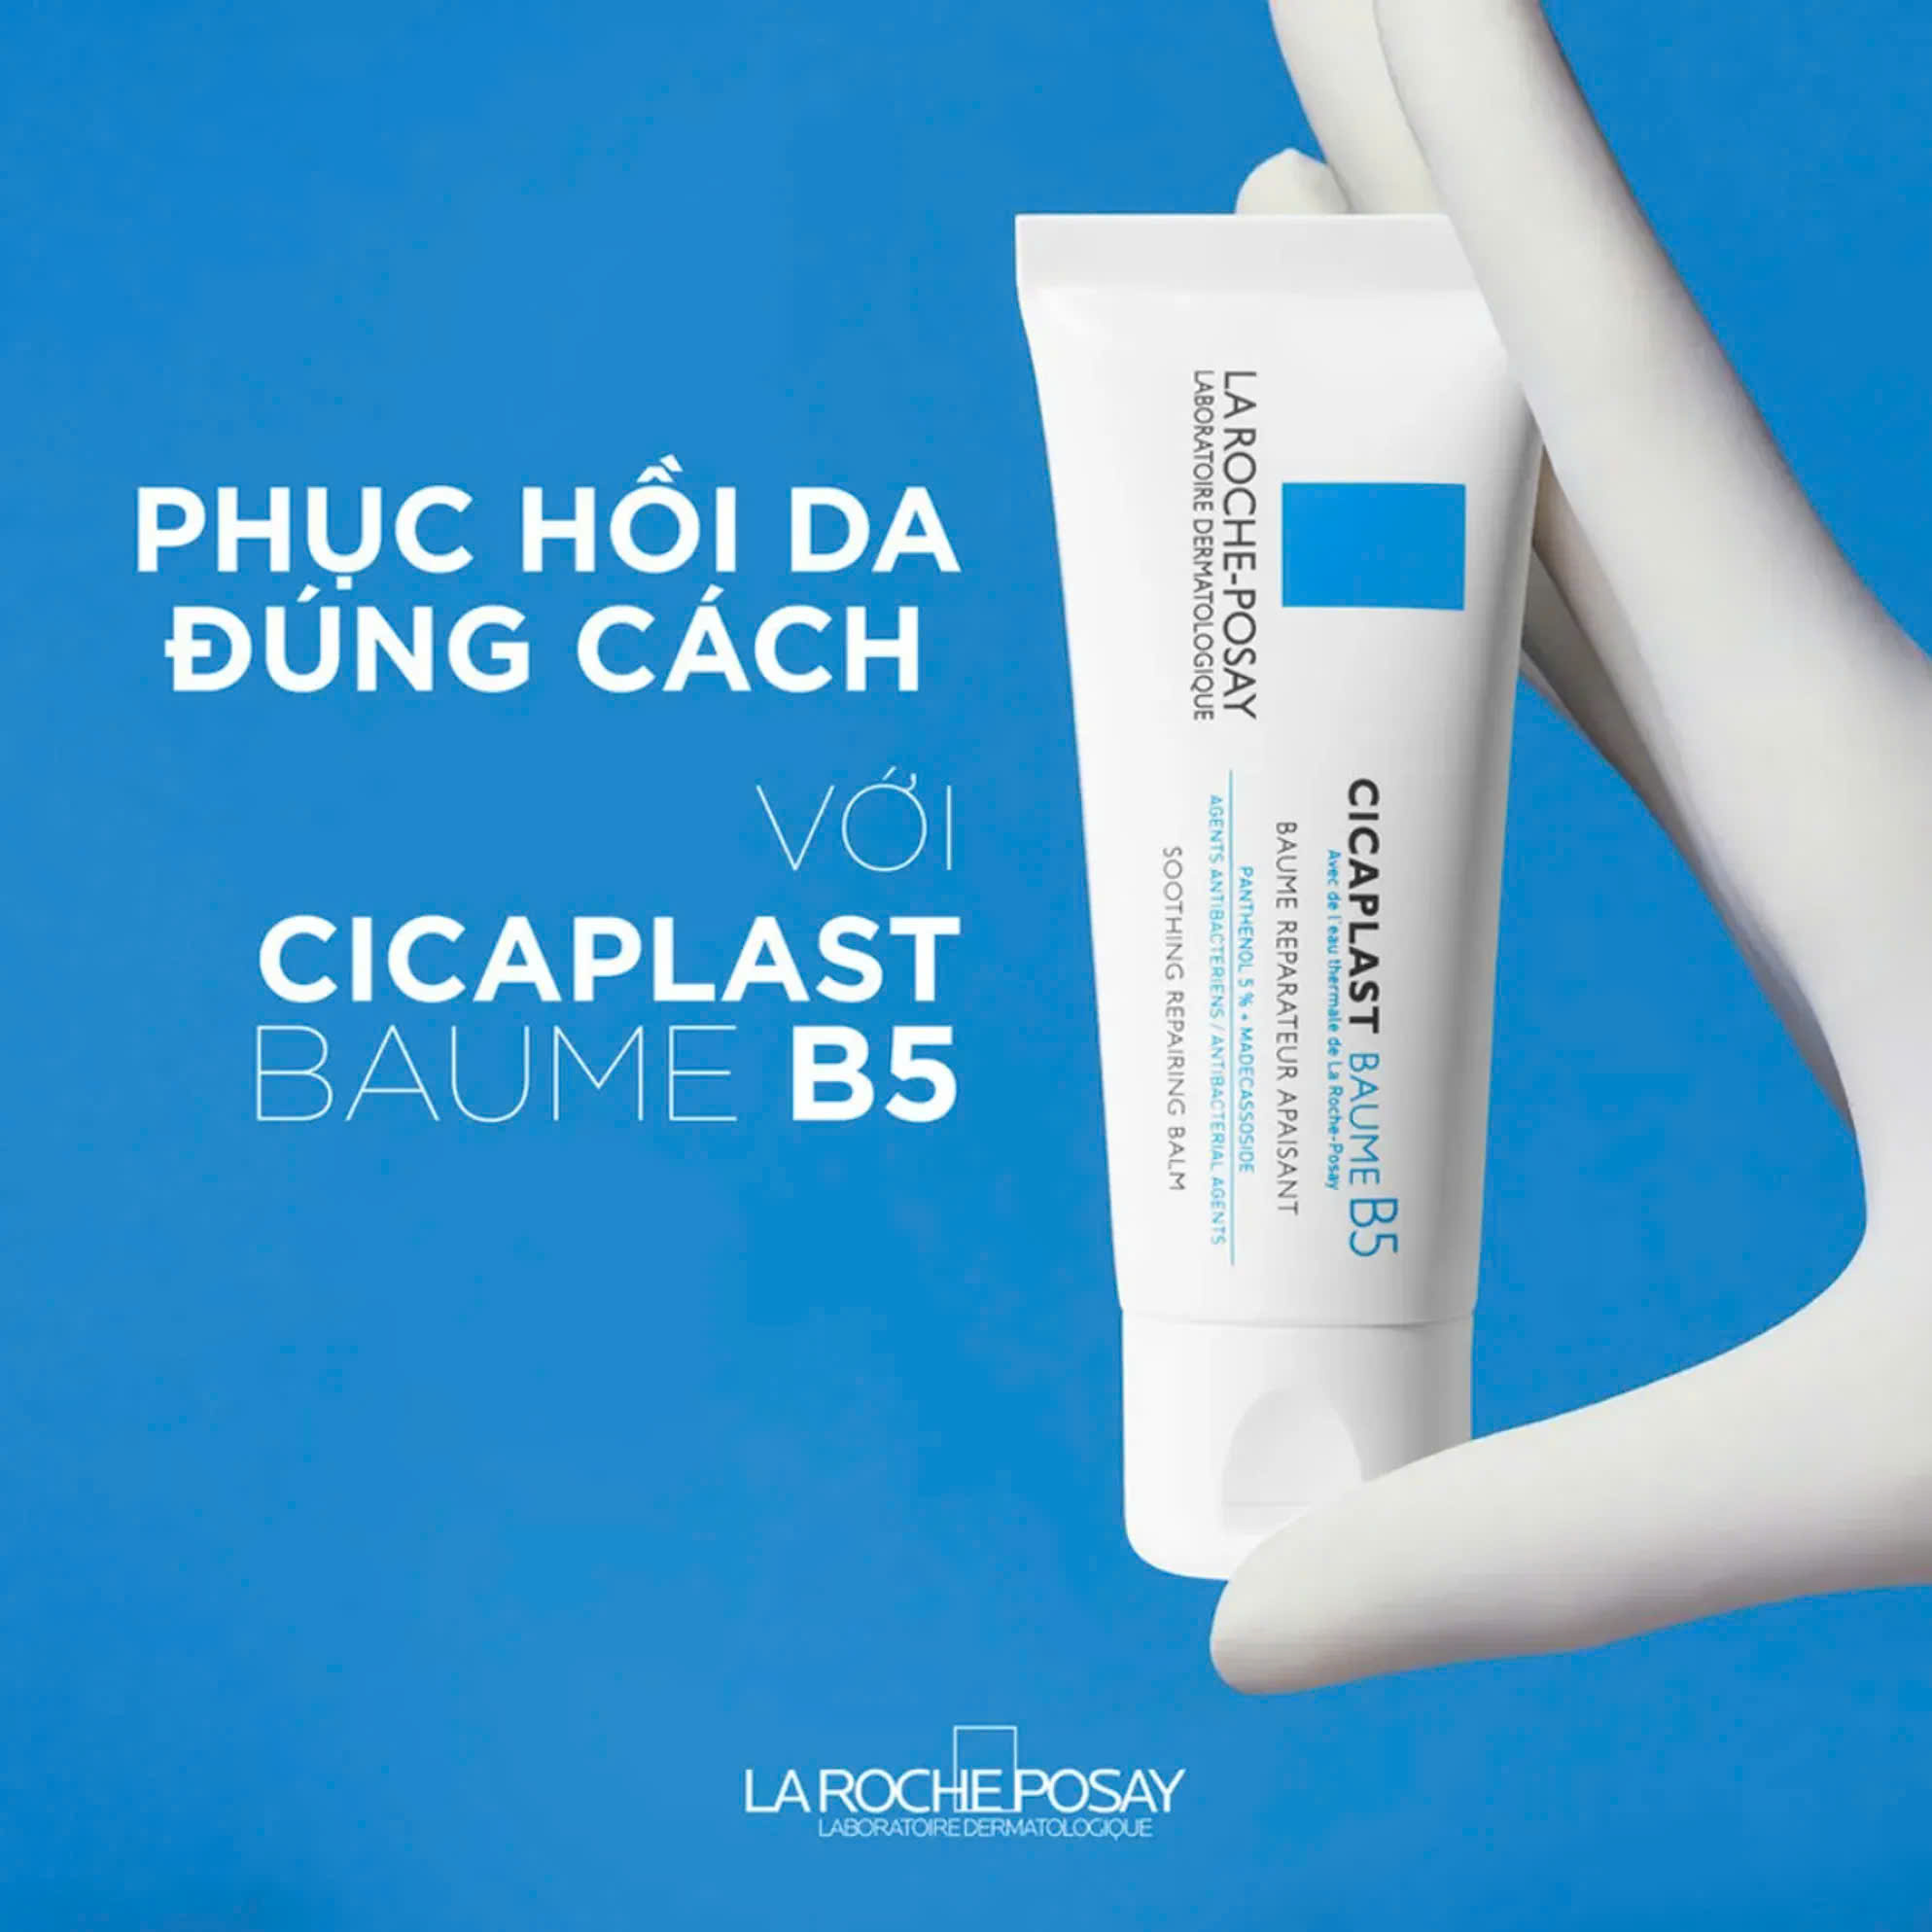 PHỤC HỒI DA
ĐÚNG CÁCH
VỚI
CICAPLAST
BAUME B5
LA ROCHE-POSAY
LABORATOIRE DERMATOLOGIQUE
CICAPLAST BAUME B5
Avec de l'eau thermale de La Roche-Posay
BAUME REPARATEUR APAISANT
PANTHENOL 5 % + MADECASSOSIDE
AGENTS ANTIBACTERIENS / ANTIBACTERIAL AGENTS
SOOTHING REPAIRING BALM
LA ROCHE POSAY
LABORATOIRE DERMATOLOGIQUE